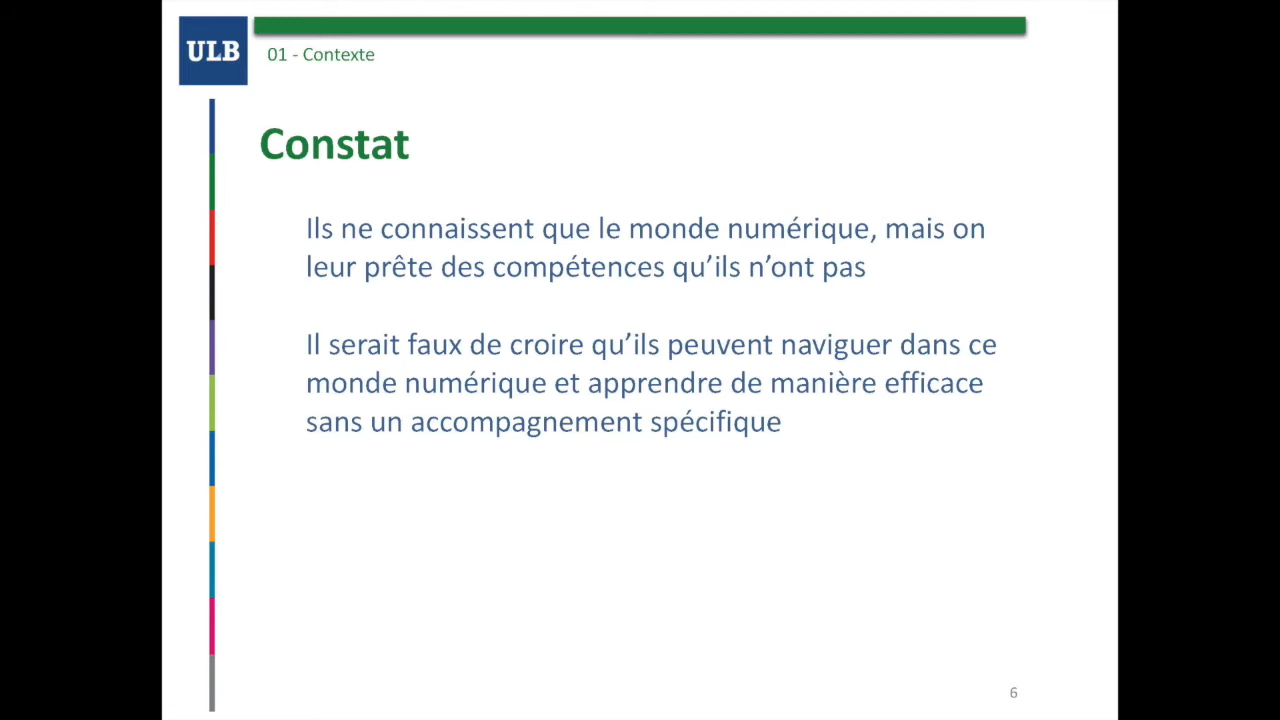 ULB
01 - Contexte
Constat
Ils ne connaissent que le monde numérique, mais on
leur prête des compétences qu’ils n’ont pas
Il serait faux de croire qu’ils peuvent naviguer dans ce
monde numérique et apprendre de manière efficace
sans un accompagnement spécifique
6